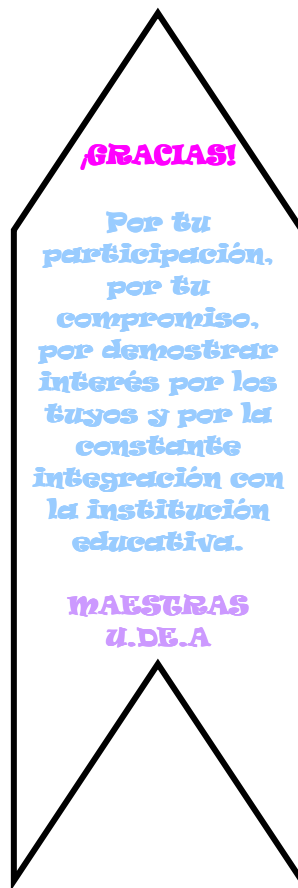 ¡GRACIAS!
Por tu
participación,
por tu
compromiso,
por demostrar
interés por los
tuyos y por la
constante
integración con
la institución
educativa.
MAESTRAS
U.DE.A